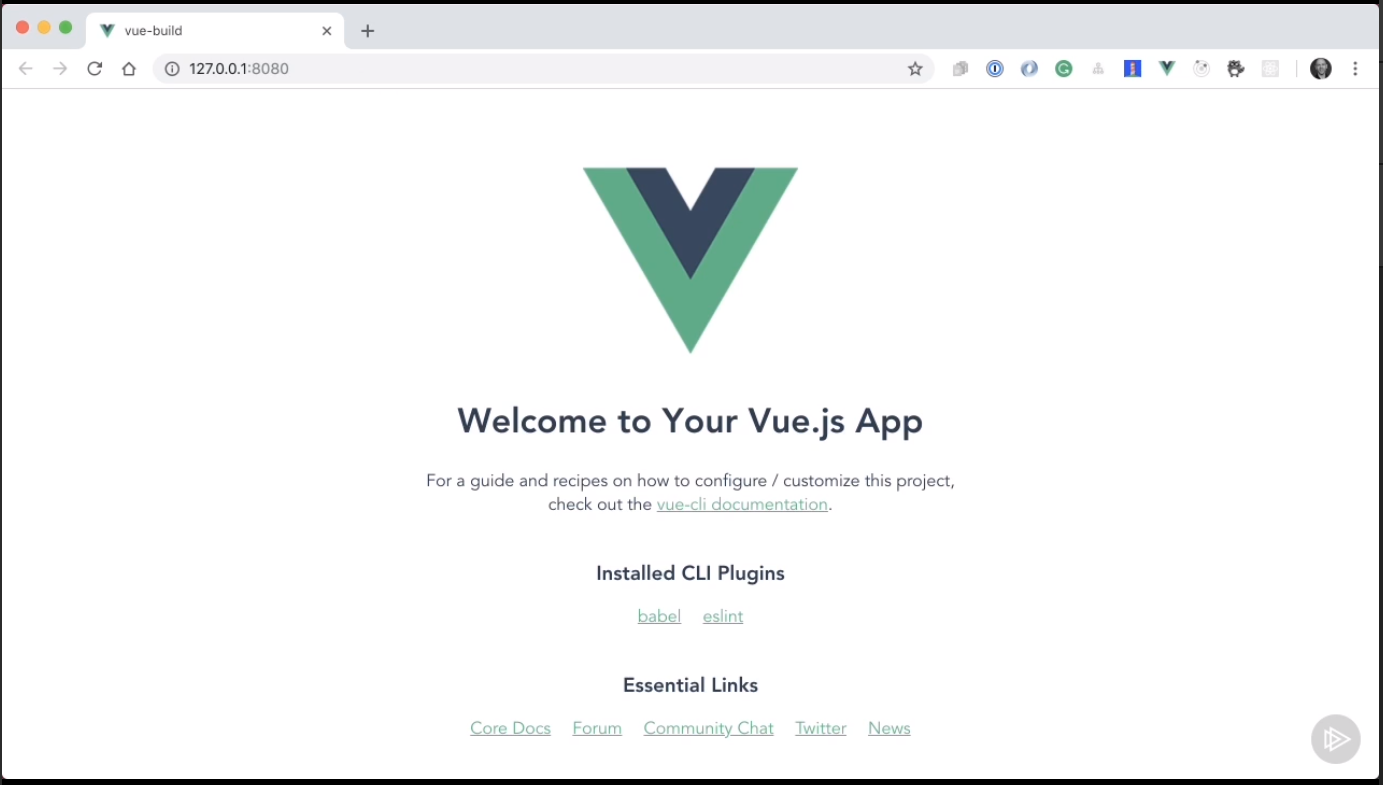 vue-build
127.0.0.1:8080
Welcome to Your Vue.js App
For a guide and recipes on how to configure / customize this project,
check out the vue-cli documentation.
Installed CLI Plugins
babel eslint
Essential Links
Core Docs Forum Community Chat Twitter News